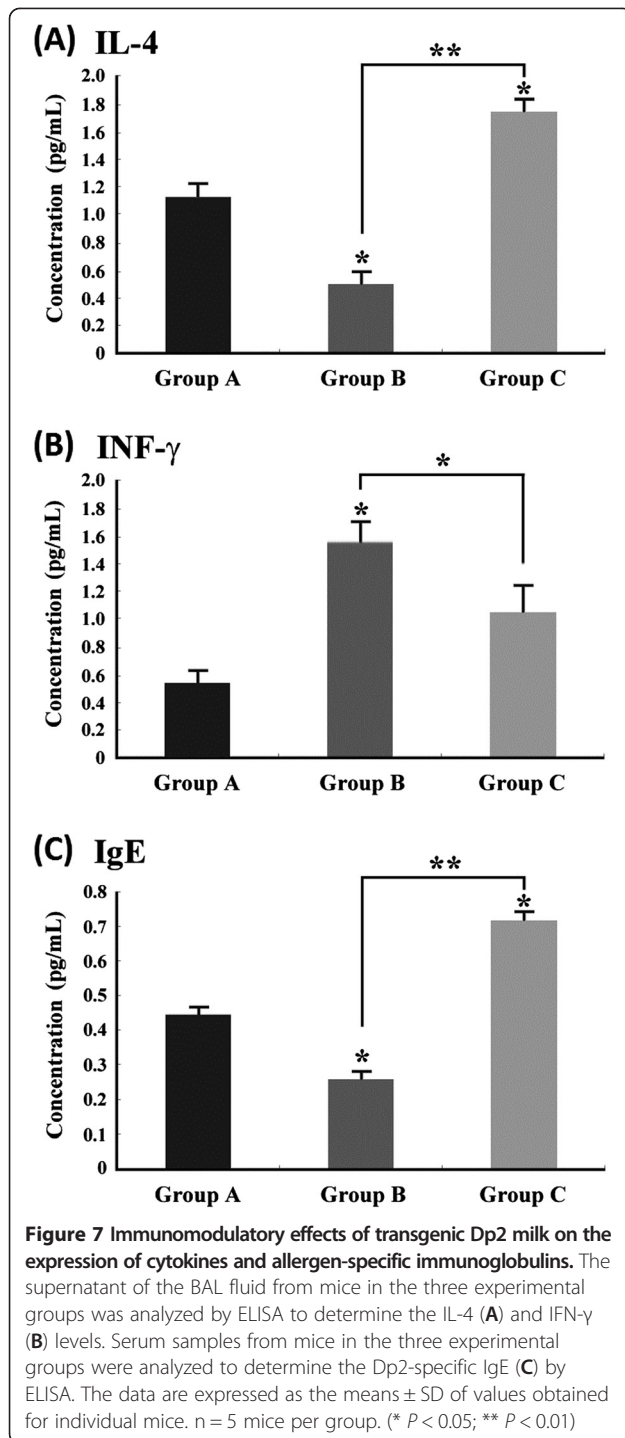 (A) IL-4
**
*
*
Concentration (pg/mL)
2.0
1.8
1.6
1.4
1.2
1.0
0.8
0.6
0.4
0.2
0
Group A Group B Group C
(B) INF-γ
*
*
Concentration (pg/mL)
2.0
1.8
1.6
1.4
1.2
1.0
0.8
0.6
0.4
0.2
0
Group A Group B Group C
(C) IgE
**
*
*
Concentration (pg/mL)
0.8
0.7
0.6
0.5
0.4
0.3
0.2
0.1
0
Group A Group B Group C
Figure 7 Immunomodulatory effects of transgenic Dp2 milk on the
expression of cytokines and allergen-specific immunoglobulins. The
supernatant of the BAL fluid from mice in the three experimental
groups was analyzed by ELISA to determine the IL-4 (A) and IFN-γ
(B) levels. Serum samples from mice in the three experimental
groups were analyzed to determine the Dp2-specific IgE (C) by
ELISA. The data are expressed as the means ± SD of values obtained
for individual mice. n = 5 mice per group. (* P < 0.05; ** P < 0.01)